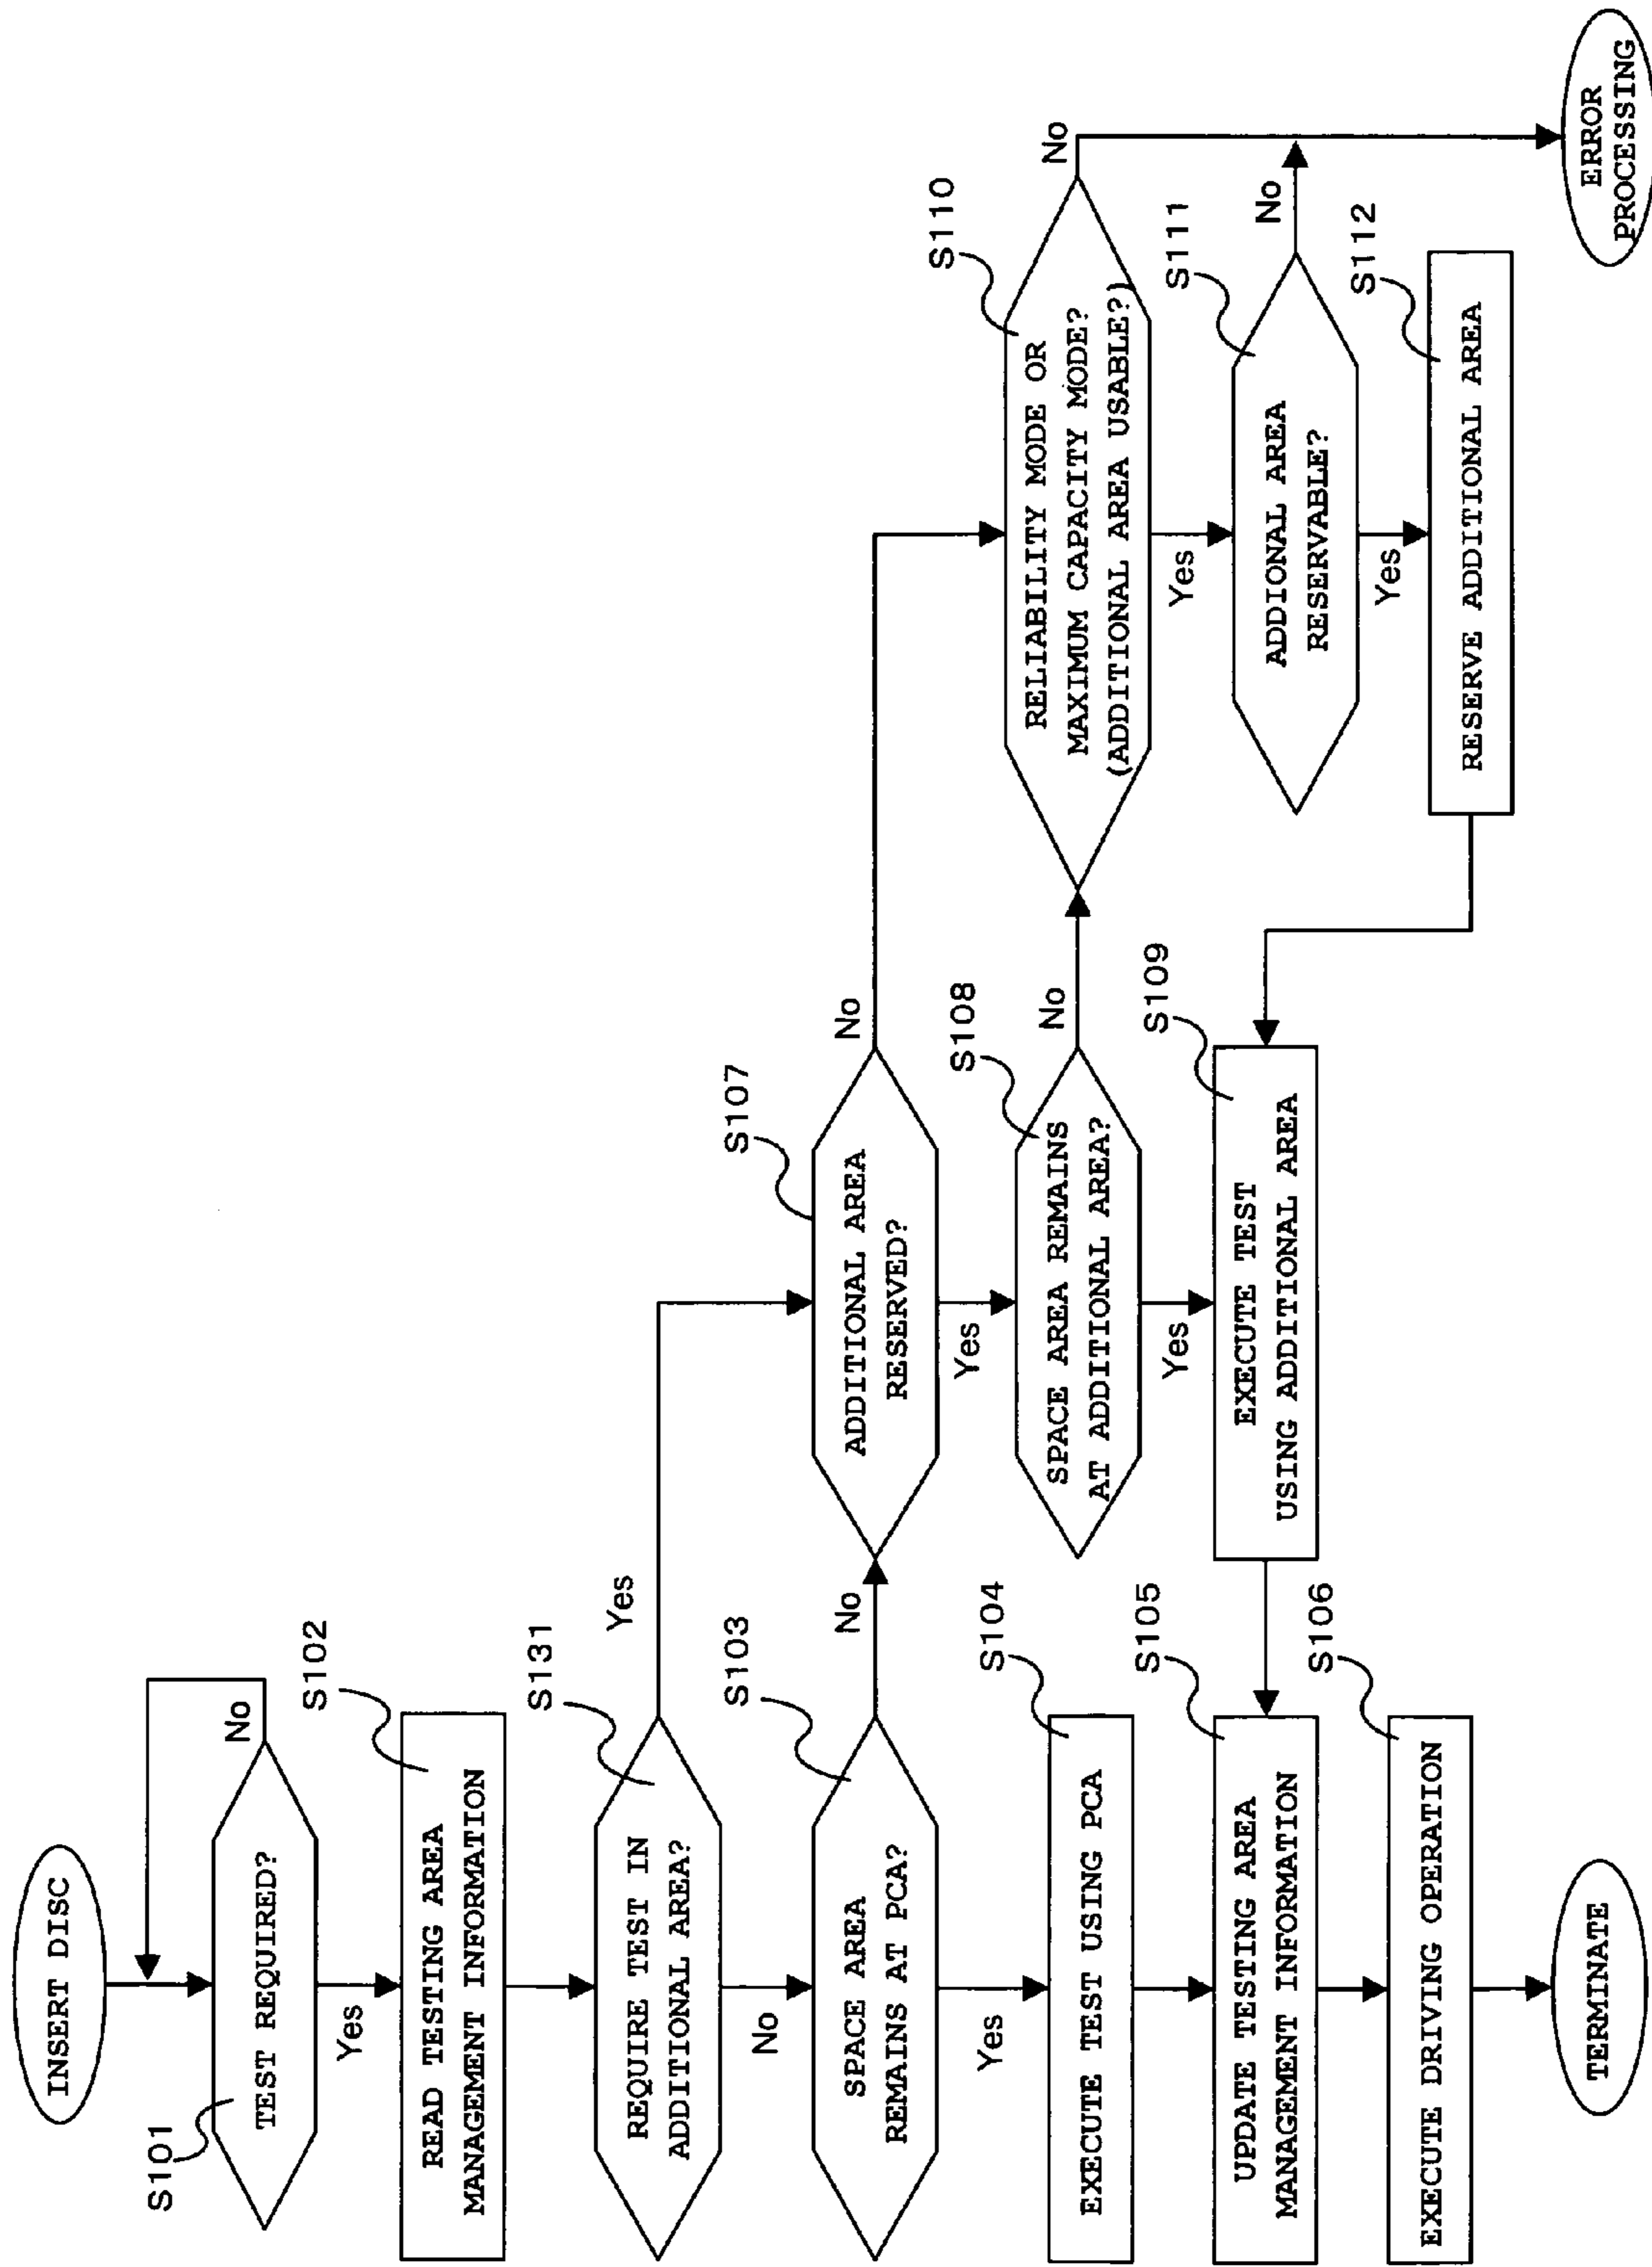 INSERT DISC
S101
TEST REQUIRED?
No
Yes
S102
READ TESTING AREA
MANAGEMENT INFORMATION
S131
REQUIRE TEST IN
ADDITIONAL AREA?
Yes
No
S103
SPACE AREA
REMAINS AT PCA?
No
Yes
S104
EXECUTE TEST USING PCA
S105
UPDATE TESTING AREA
MANAGEMENT INFORMATION
S106
EXECUTE DRIVING OPERATION
TERMINATE
S107
ADDITIONAL AREA
RESERVED?
No
Yes
S108
SPACE AREA REMAINS
AT ADDITIONAL AREA?
No
Yes
S109
EXECUTE TEST
USING ADDITIONAL AREA
S110
RELIABILITY MODE OR
MAXIMUM CAPACITY MODE?
(ADDITIONAL AREA USABLE?)
No
Yes
S111
ADDIONAL AREA
RESERVABLE?
No
Yes
S112
RESERVE ADDITIONAL AREA
ERROR
PROCESSING